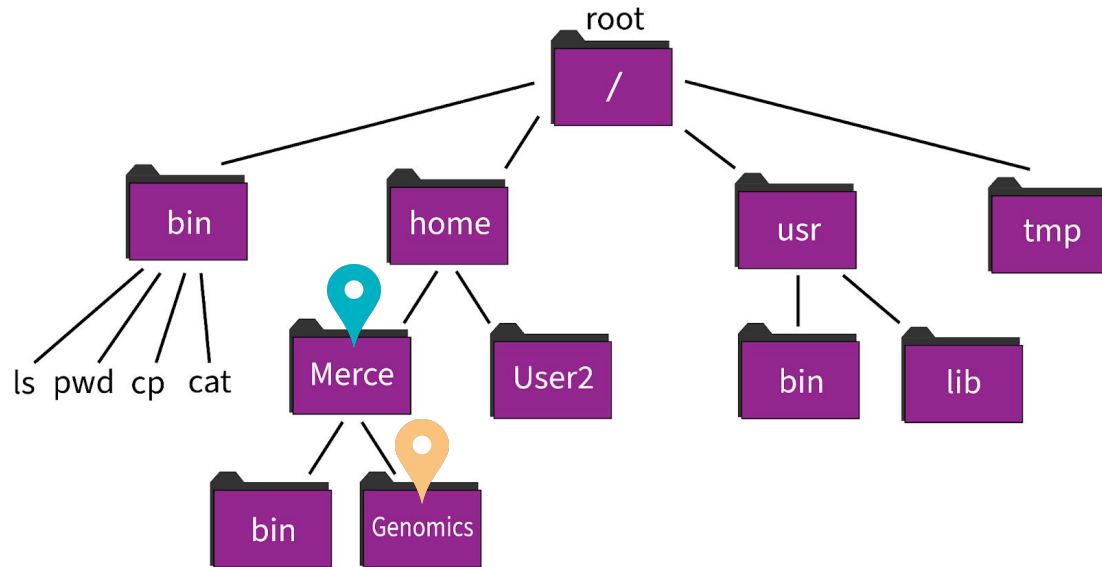 root
/
bin
home
usr
tmp
ls
pwd
cp
cat
Merce
User2
bin
lib
bin
Genomics